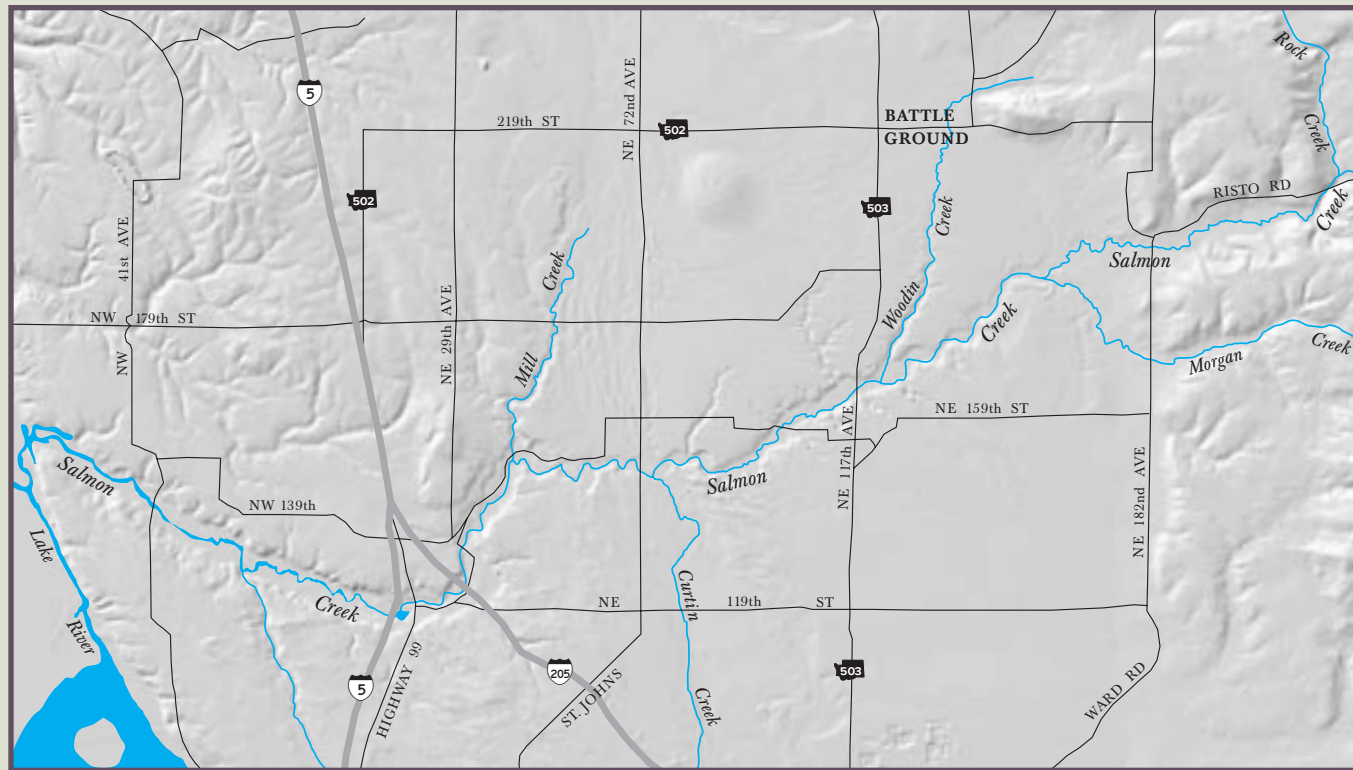 Rock
Creek
5
NE 72nd AVE
219th ST
502
BATTLE
GROUND
502
503
RISTO RD
Creek
41st AVE
NW
Creek
Mill
Creek
Woodin
Salmon
NW 179th ST
NE 29th AVE
Creek
Morgan
Creek
NE 159th ST
NE 117th AVE
Salmon
Salmon
NW 139th
NE 182nd AVE
Lake
River
Creek
Curtin
Creek
NE 119th ST
HIGHWAY 99
5
205
ST. JOHNS
503
WARD RD